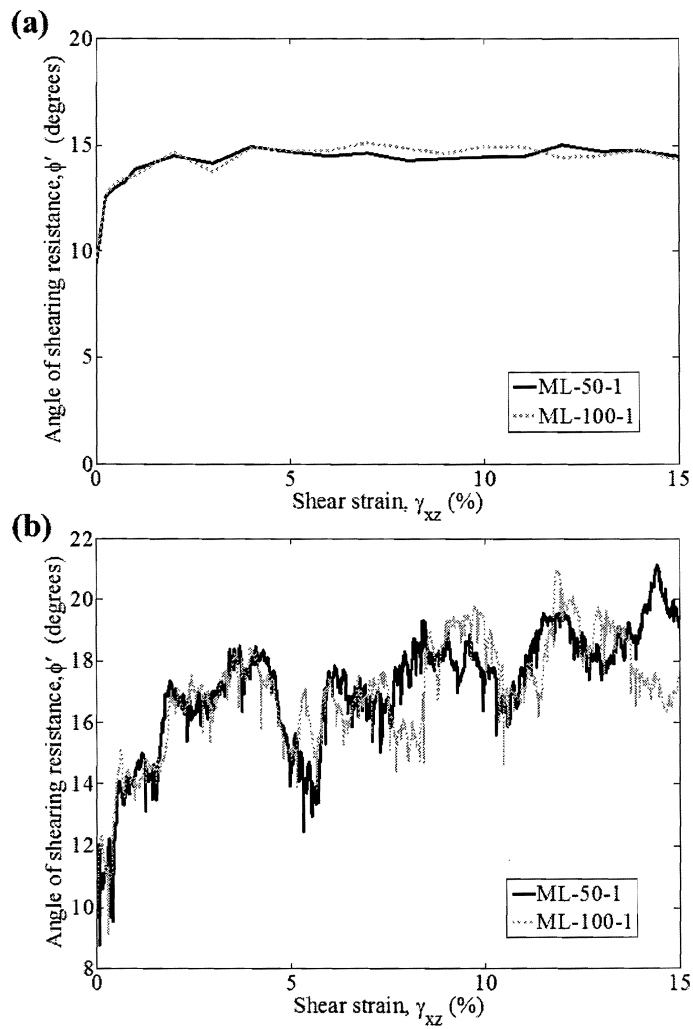 (a)
20
15
10
5
0
Angle of shearing resistance, ϕ′ (degrees)
ML-50-1
ML-100-1
0 5 10 15
Shear strain, γxz (%)
(b)
22
20
18
16
14
12
10
8
Angle of shearing resistance, ϕ′ (degrees)
ML-50-1
ML-100-1
0 5 10 15
Shear strain, γxz (%)